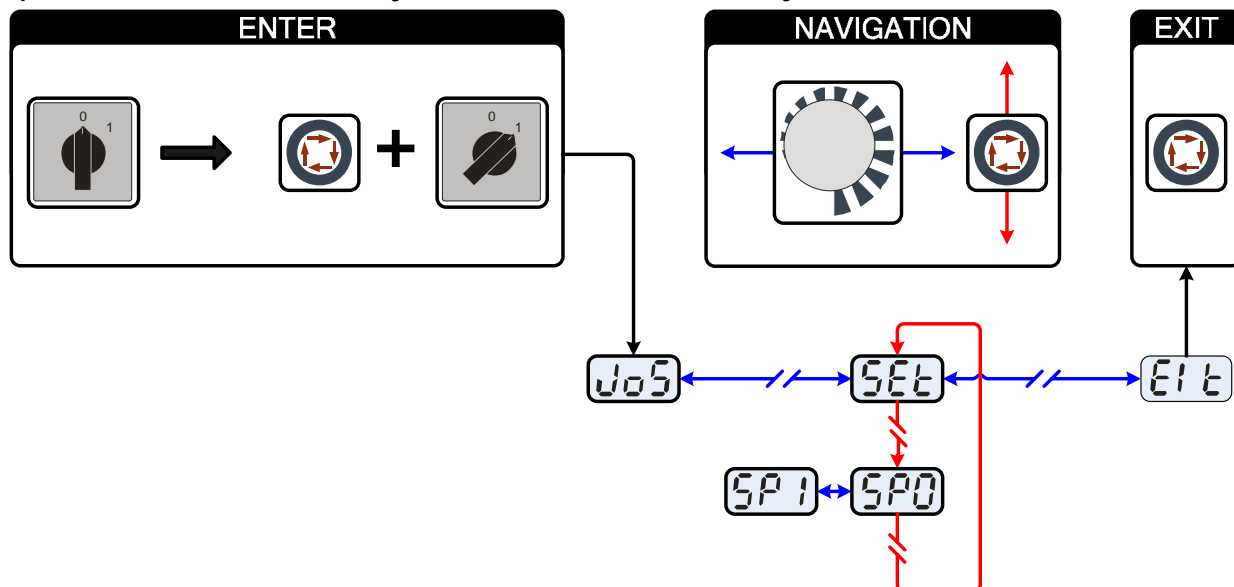 ENTER
NAVIGATION
EXIT
0
1
+
0
1
JoS
SEt
EIt
SP1
SP0